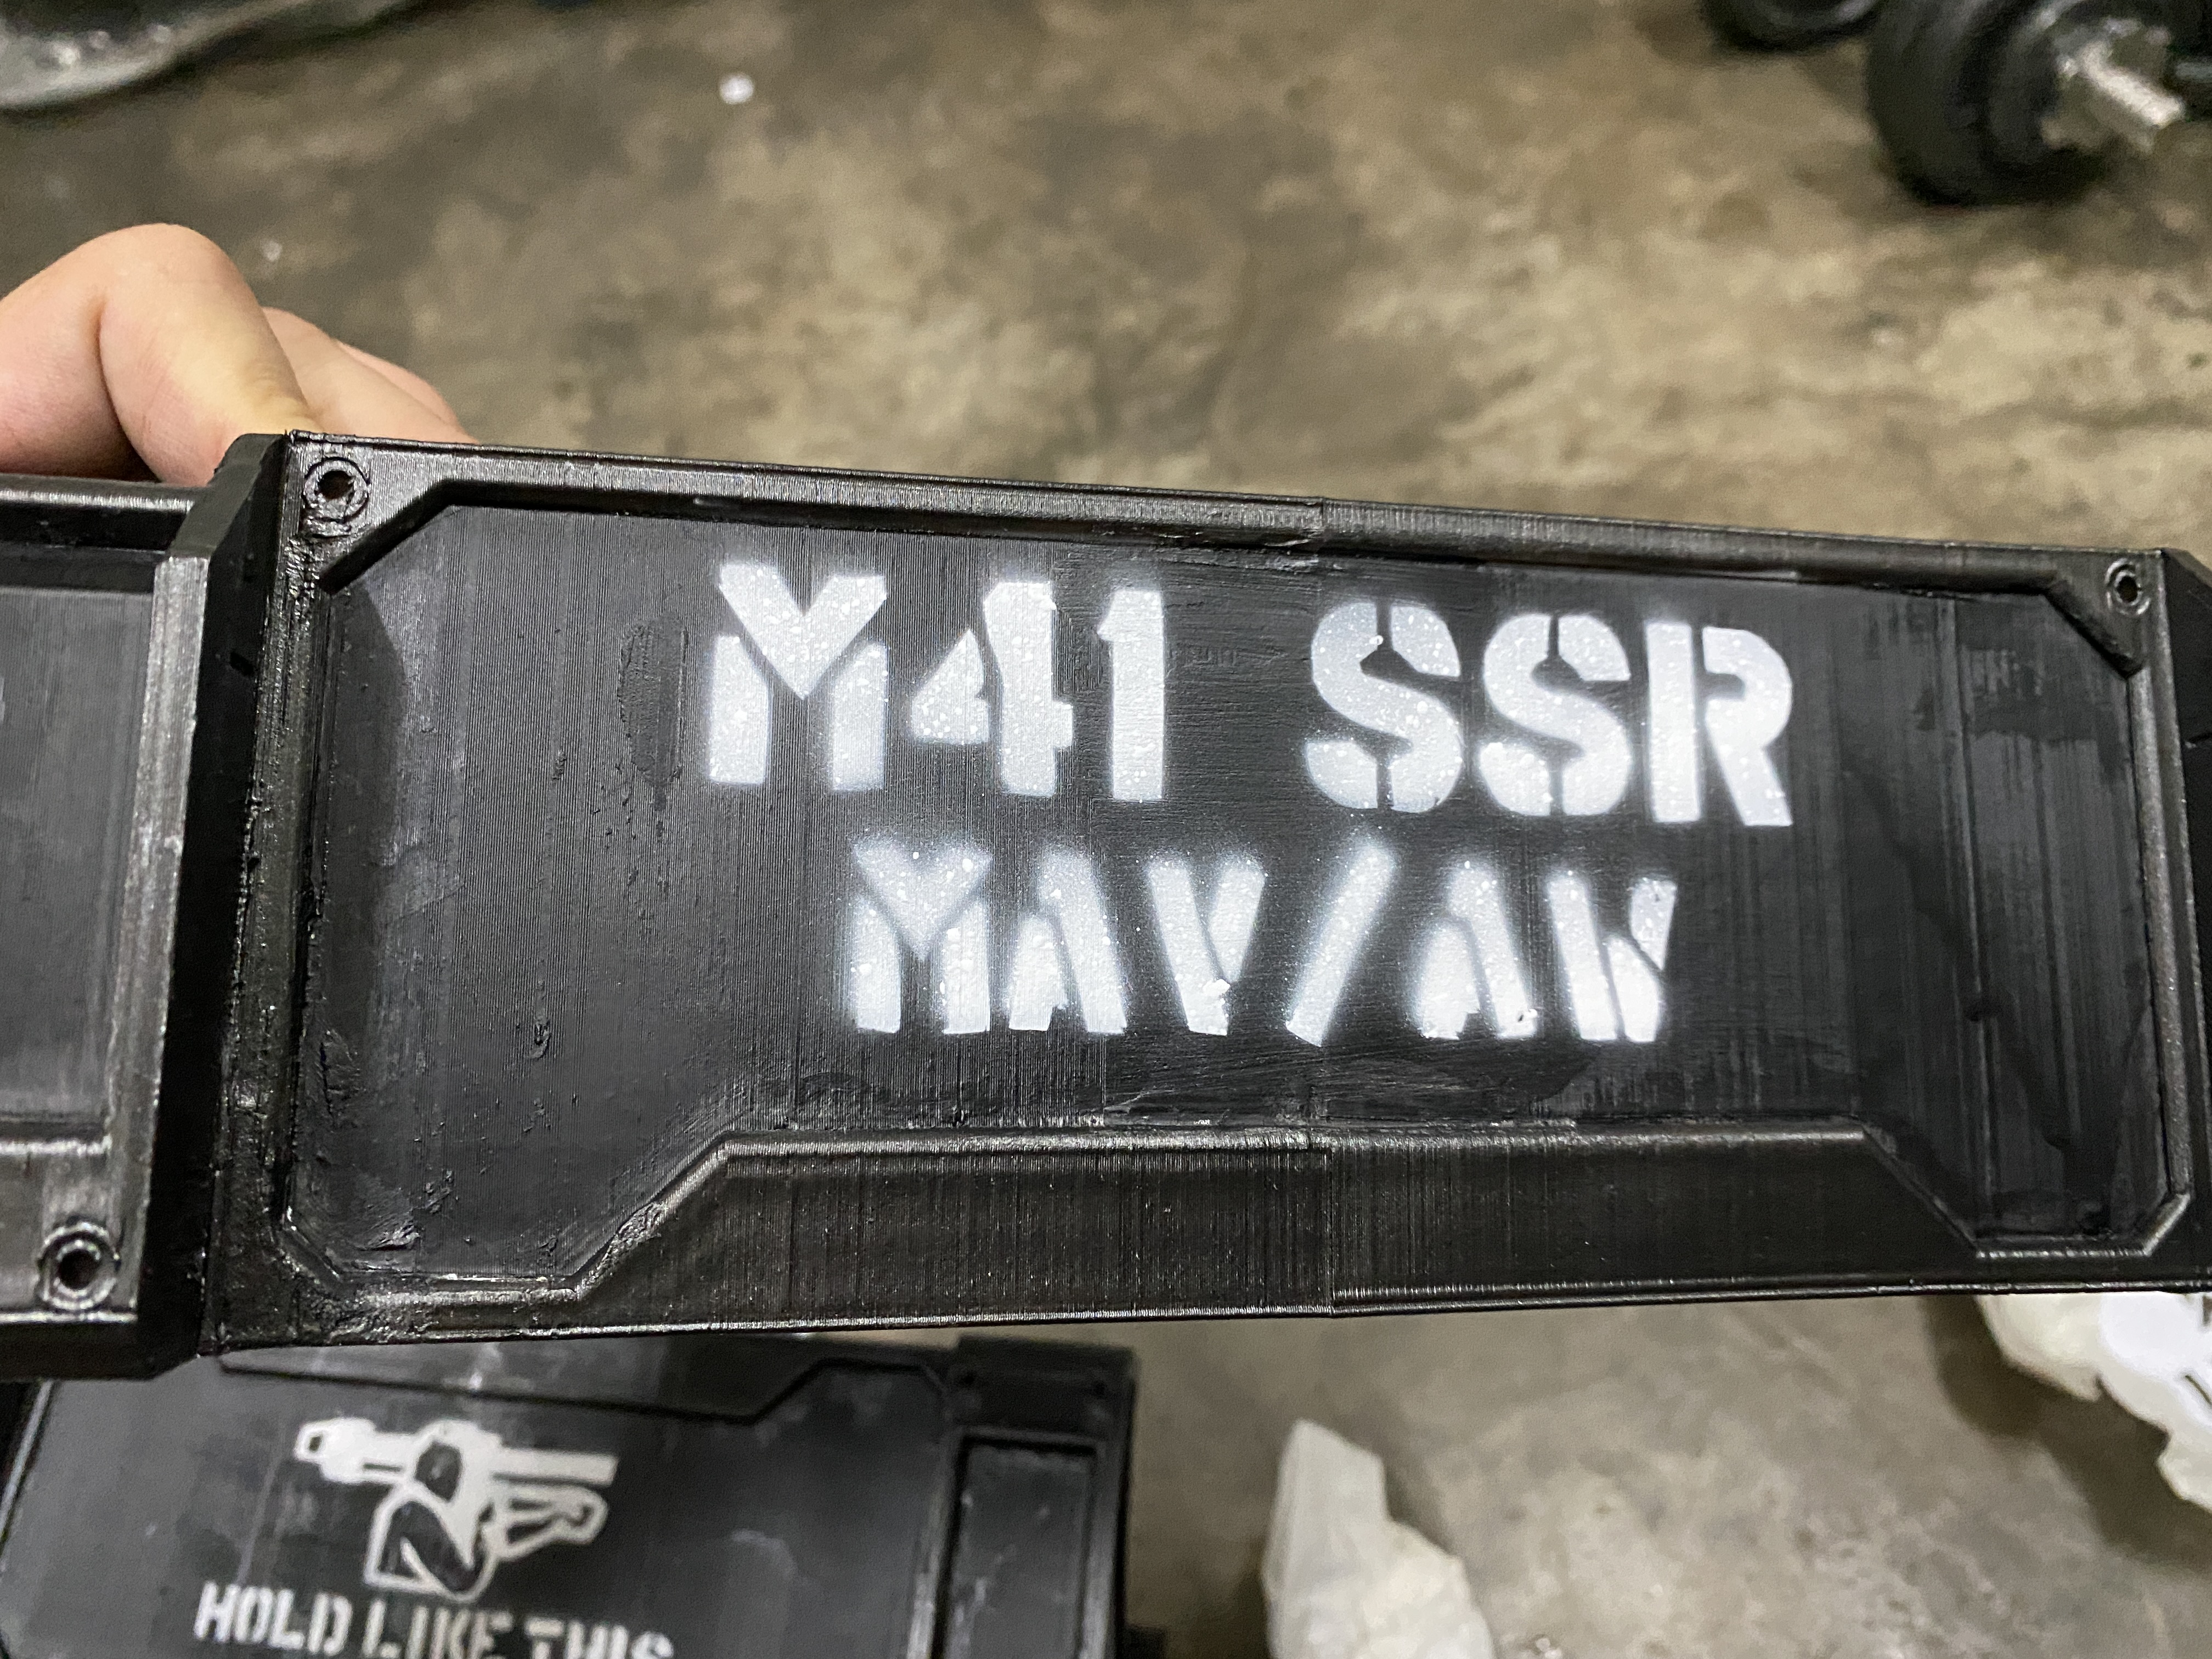 M41 SSR
MAV/AW
HOLD LIKE THIS